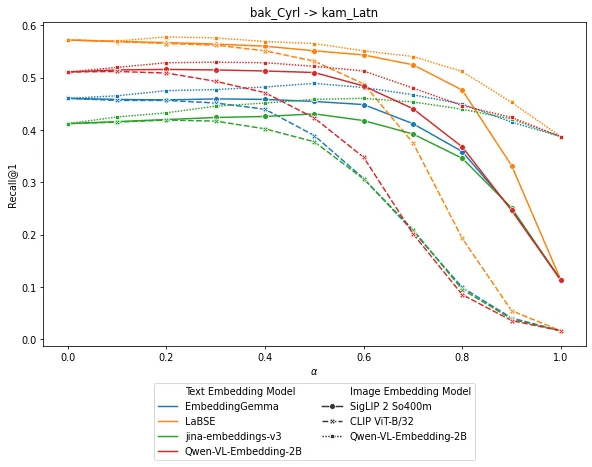 bak_Cyrl -> kam_Latn
0.6
0.5
0.4
0.3
0.2
0.1
0.0
Recall@1
0.0 0.2 0.4 0.6 0.8 1.0
α
Text Embedding Model Image Embedding Model
EmbeddingGemma SigLIP 2 So400m
LaBSE CLIP ViT-B/32
jina-embeddings-v3 Qwen-VL-Embedding-2B
Qwen-VL-Embedding-2B